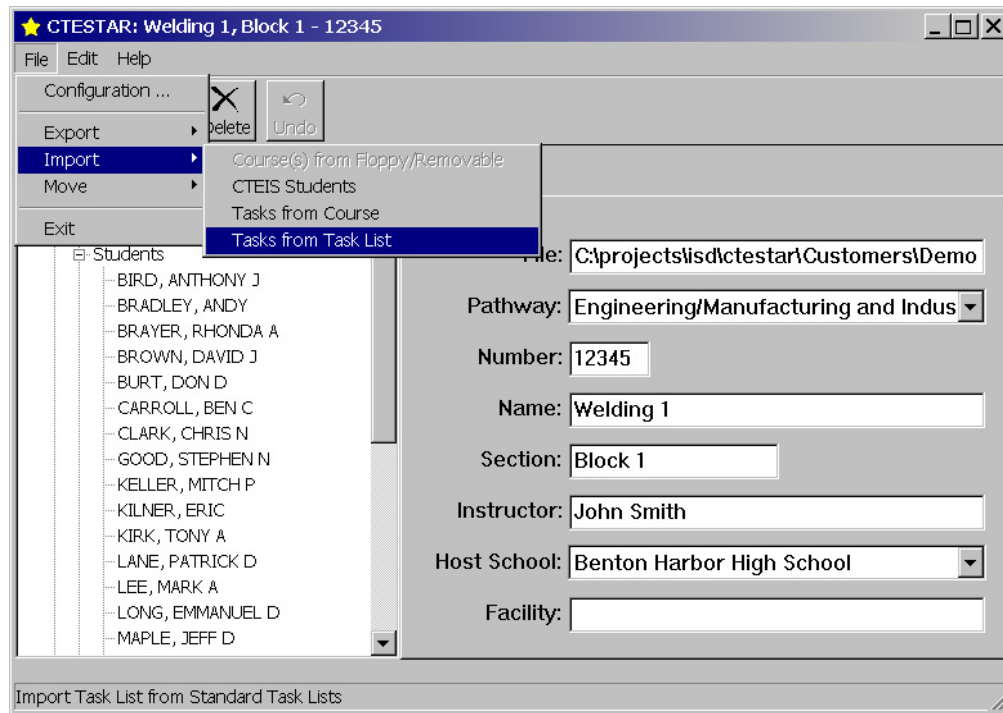 CTESTAR: Welding 1, Block 1 - 12345
File Edit Help
Configuration ...
Export
Import
Move
Exit
Delete
Undo
Course(s) from Floppy/Removable
CTEIS Students
Tasks from Course
Tasks from Task List
Students
BIRD, ANTHONY J
BRADLEY, ANDY
BRAYER, RHONDA A
BROWN, DAVID J
BURT, DON D
CARROLL, BEN C
CLARK, CHRIS N
GOOD, STEPHEN N
KELLER, MITCH P
KILNER, ERIC
KIRK, TONY A
LANE, PATRICK D
LEE, MARK A
LONG, EMMANUEL D
MAPLE, JEFF D
File: C:\projects\isd\ctestar\Customers\Demo
Pathway: Engineering/Manufacturing and Indus
Number: 12345
Name: Welding 1
Section: Block 1
Instructor: John Smith
Host School: Benton Harbor High School
Facility:
Import Task List from Standard Task Lists